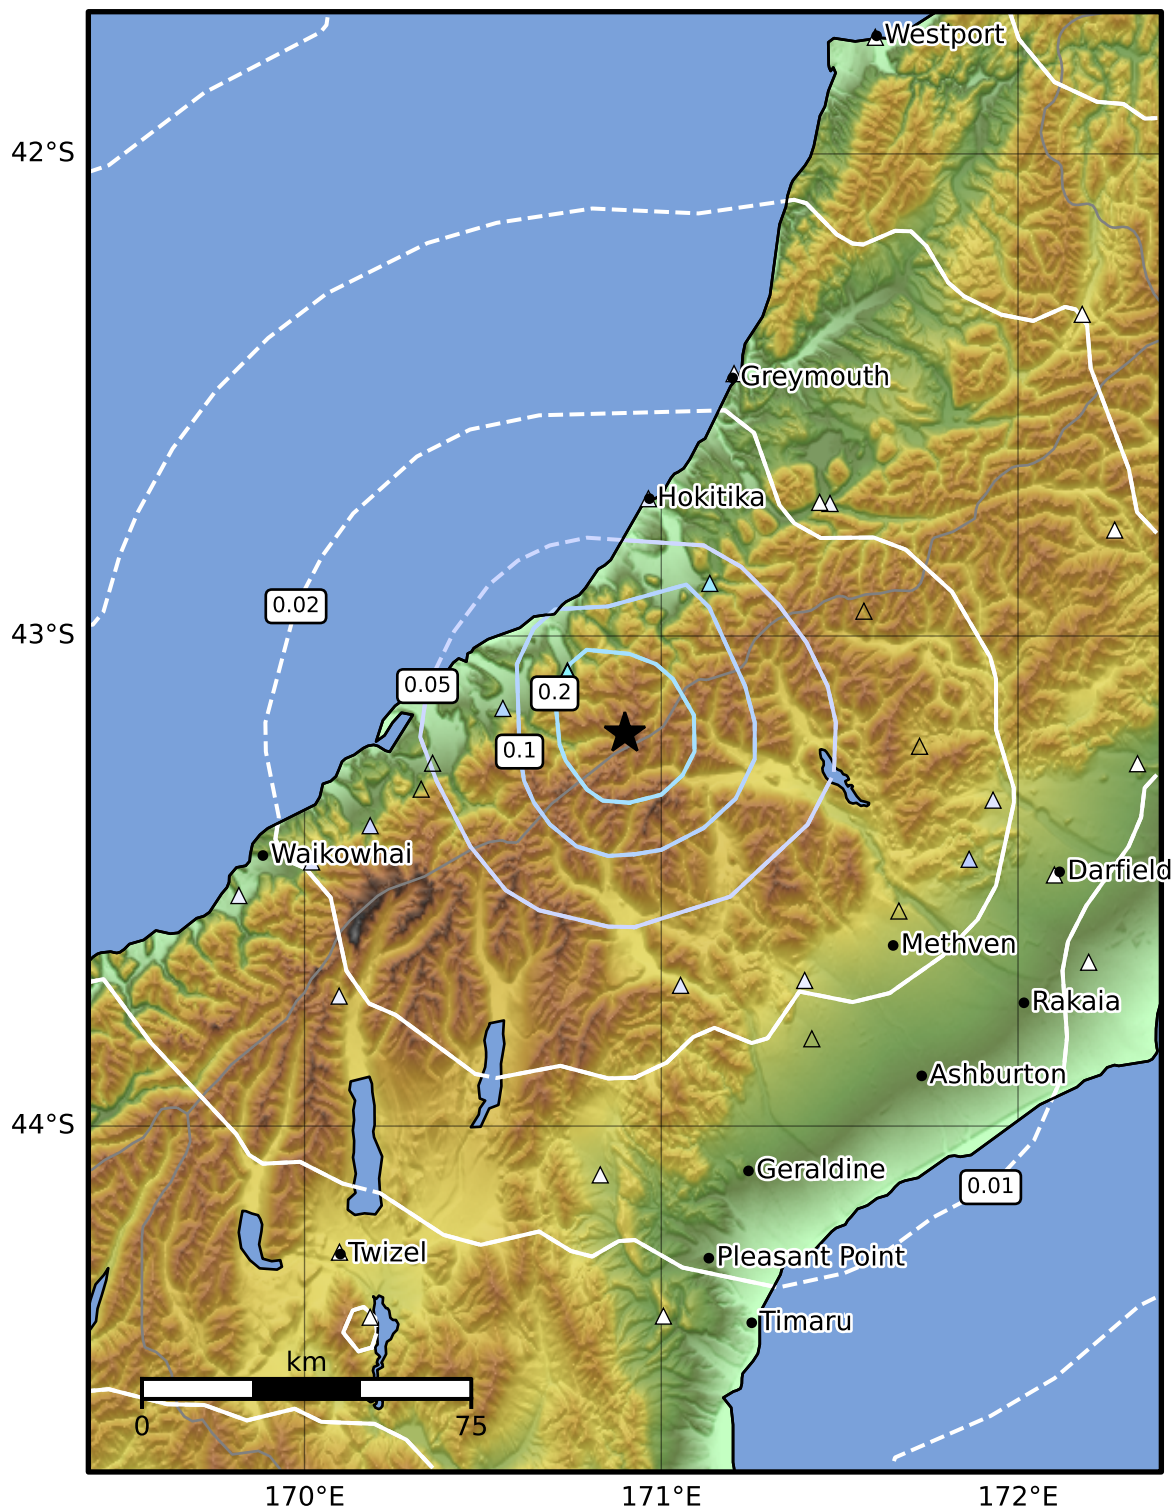 Westport
42°S
Greymouth
Hokitika
0.02
43°S
0.05
0.2
0.1
Waikowhai
Darfield
Methven
Rakaia
Ashburton
44°S
Geraldine
0.01
Twizel
Pleasant Point
Timaru
km
0 75
170°E 171°E 172°E